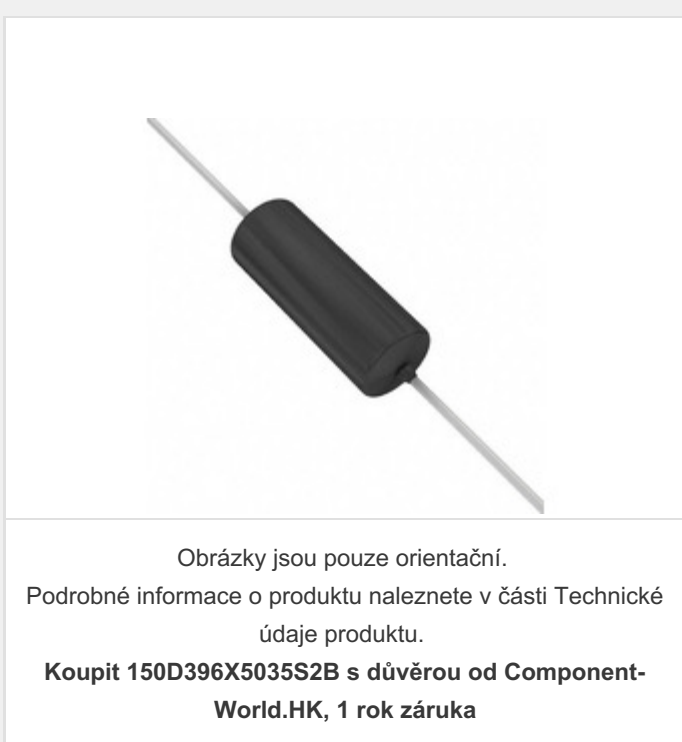 Obrázky jsou pouze orientační.
Podrobné informace o produktu naleznete v části Technické
údaje produktu.
Koupit 150D396X5035S2B s důvěrou od Component-
World.HK, 1 rok záruka